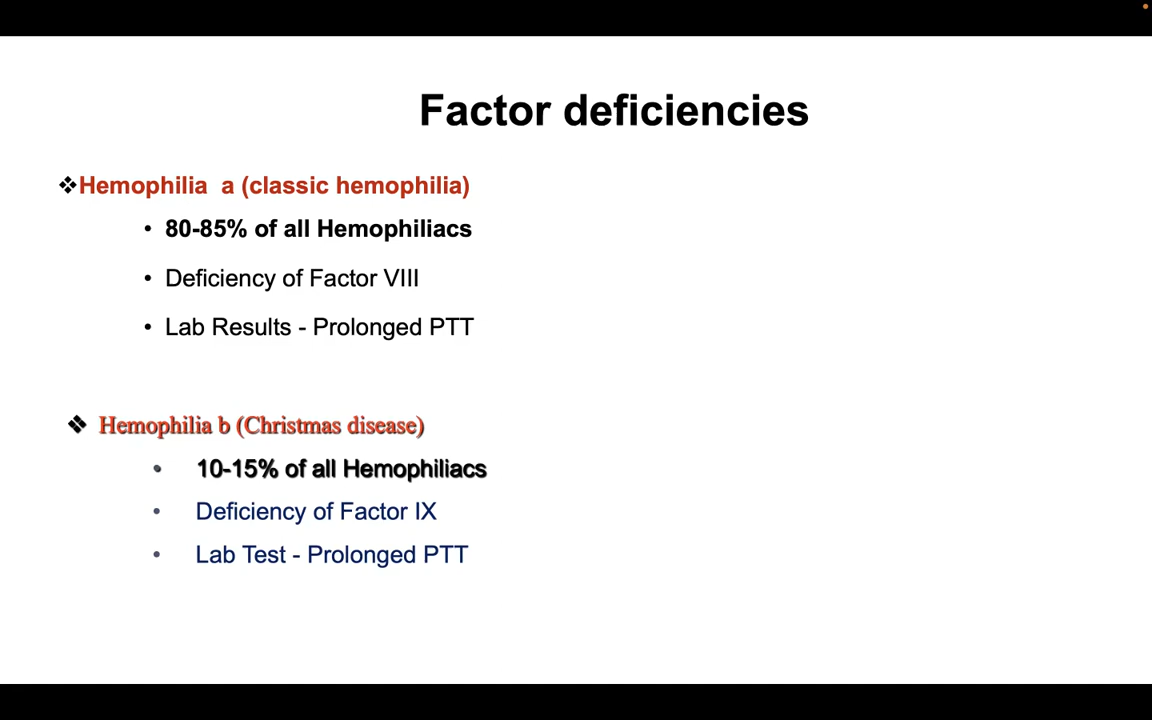 Factor deficiencies
❖Hemophilia  a (classic hemophilia)
• 80-85% of all Hemophiliacs
• Deficiency of Factor VIII
• Lab Results - Prolonged PTT
❖ Hemophilia b (Christmas disease)
• 10-15% of all Hemophiliacs
• Deficiency of Factor IX
• Lab Test - Prolonged PTT